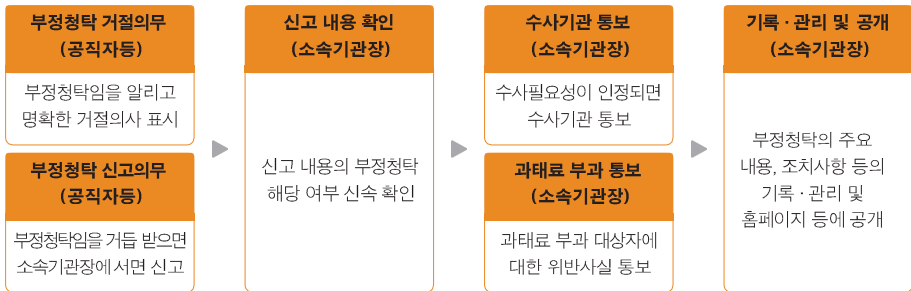 부정청탁 거절의무
(공직자등)
부정청탁임을 알리고
명확한 거절의사 표시
부정청탁 신고의무
(공직자등)
부정청탁임을 거듭 받으면
소속기관장에 서면 신고
신고 내용 확인
(소속기관장)
신고 내용의 부정청탁
해당 여부 신속 확인
수사기관 통보
(소속기관장)
수사필요성이 인정되면
수사기관 통보
과태료 부과 통보
(소속기관장)
과태료 부과 대상자에
대한 위반사실 통보
기록 · 관리 및 공개
(소속기관장)
부정청탁의 주요
내용, 조치사항 등의
기록 · 관리 및
홈페이지 등에 공개